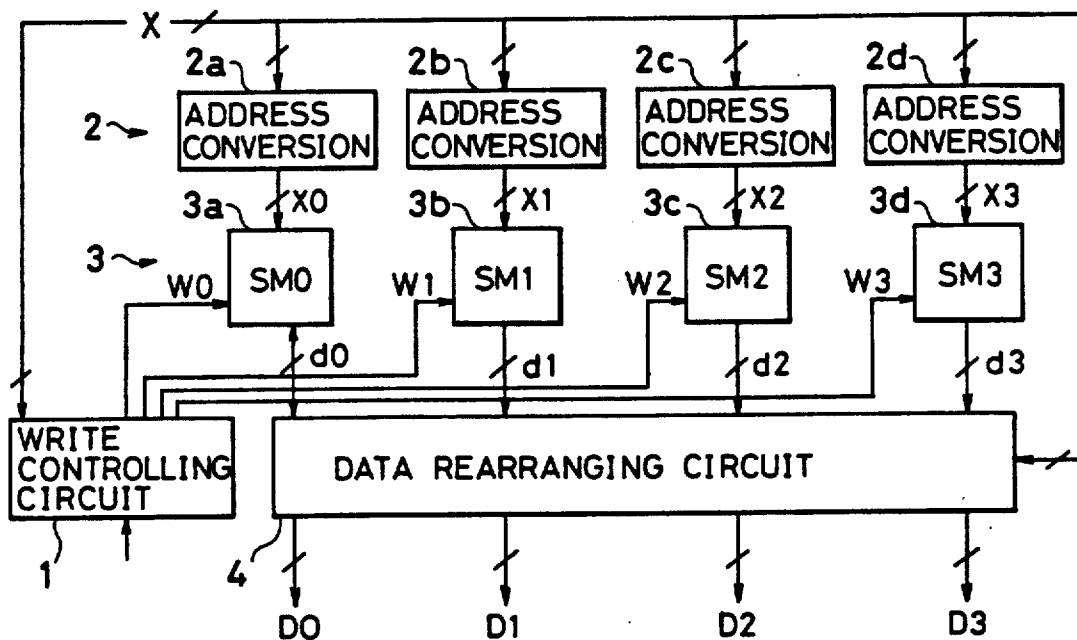 X
2a
2b
2c
2d
2
ADDRESS
CONVERSION
ADDRESS
CONVERSION
ADDRESS
CONVERSION
ADDRESS
CONVERSION
X0
X1
X2
X3
3a
3b
3c
3d
3
SM0
SM1
SM2
SM3
W0
W1
W2
W3
d0
d1
d2
d3
WRITE
CONTROLLING
CIRCUIT
DATA REARRANGING CIRCUIT
1
4
D0
D1
D2
D3